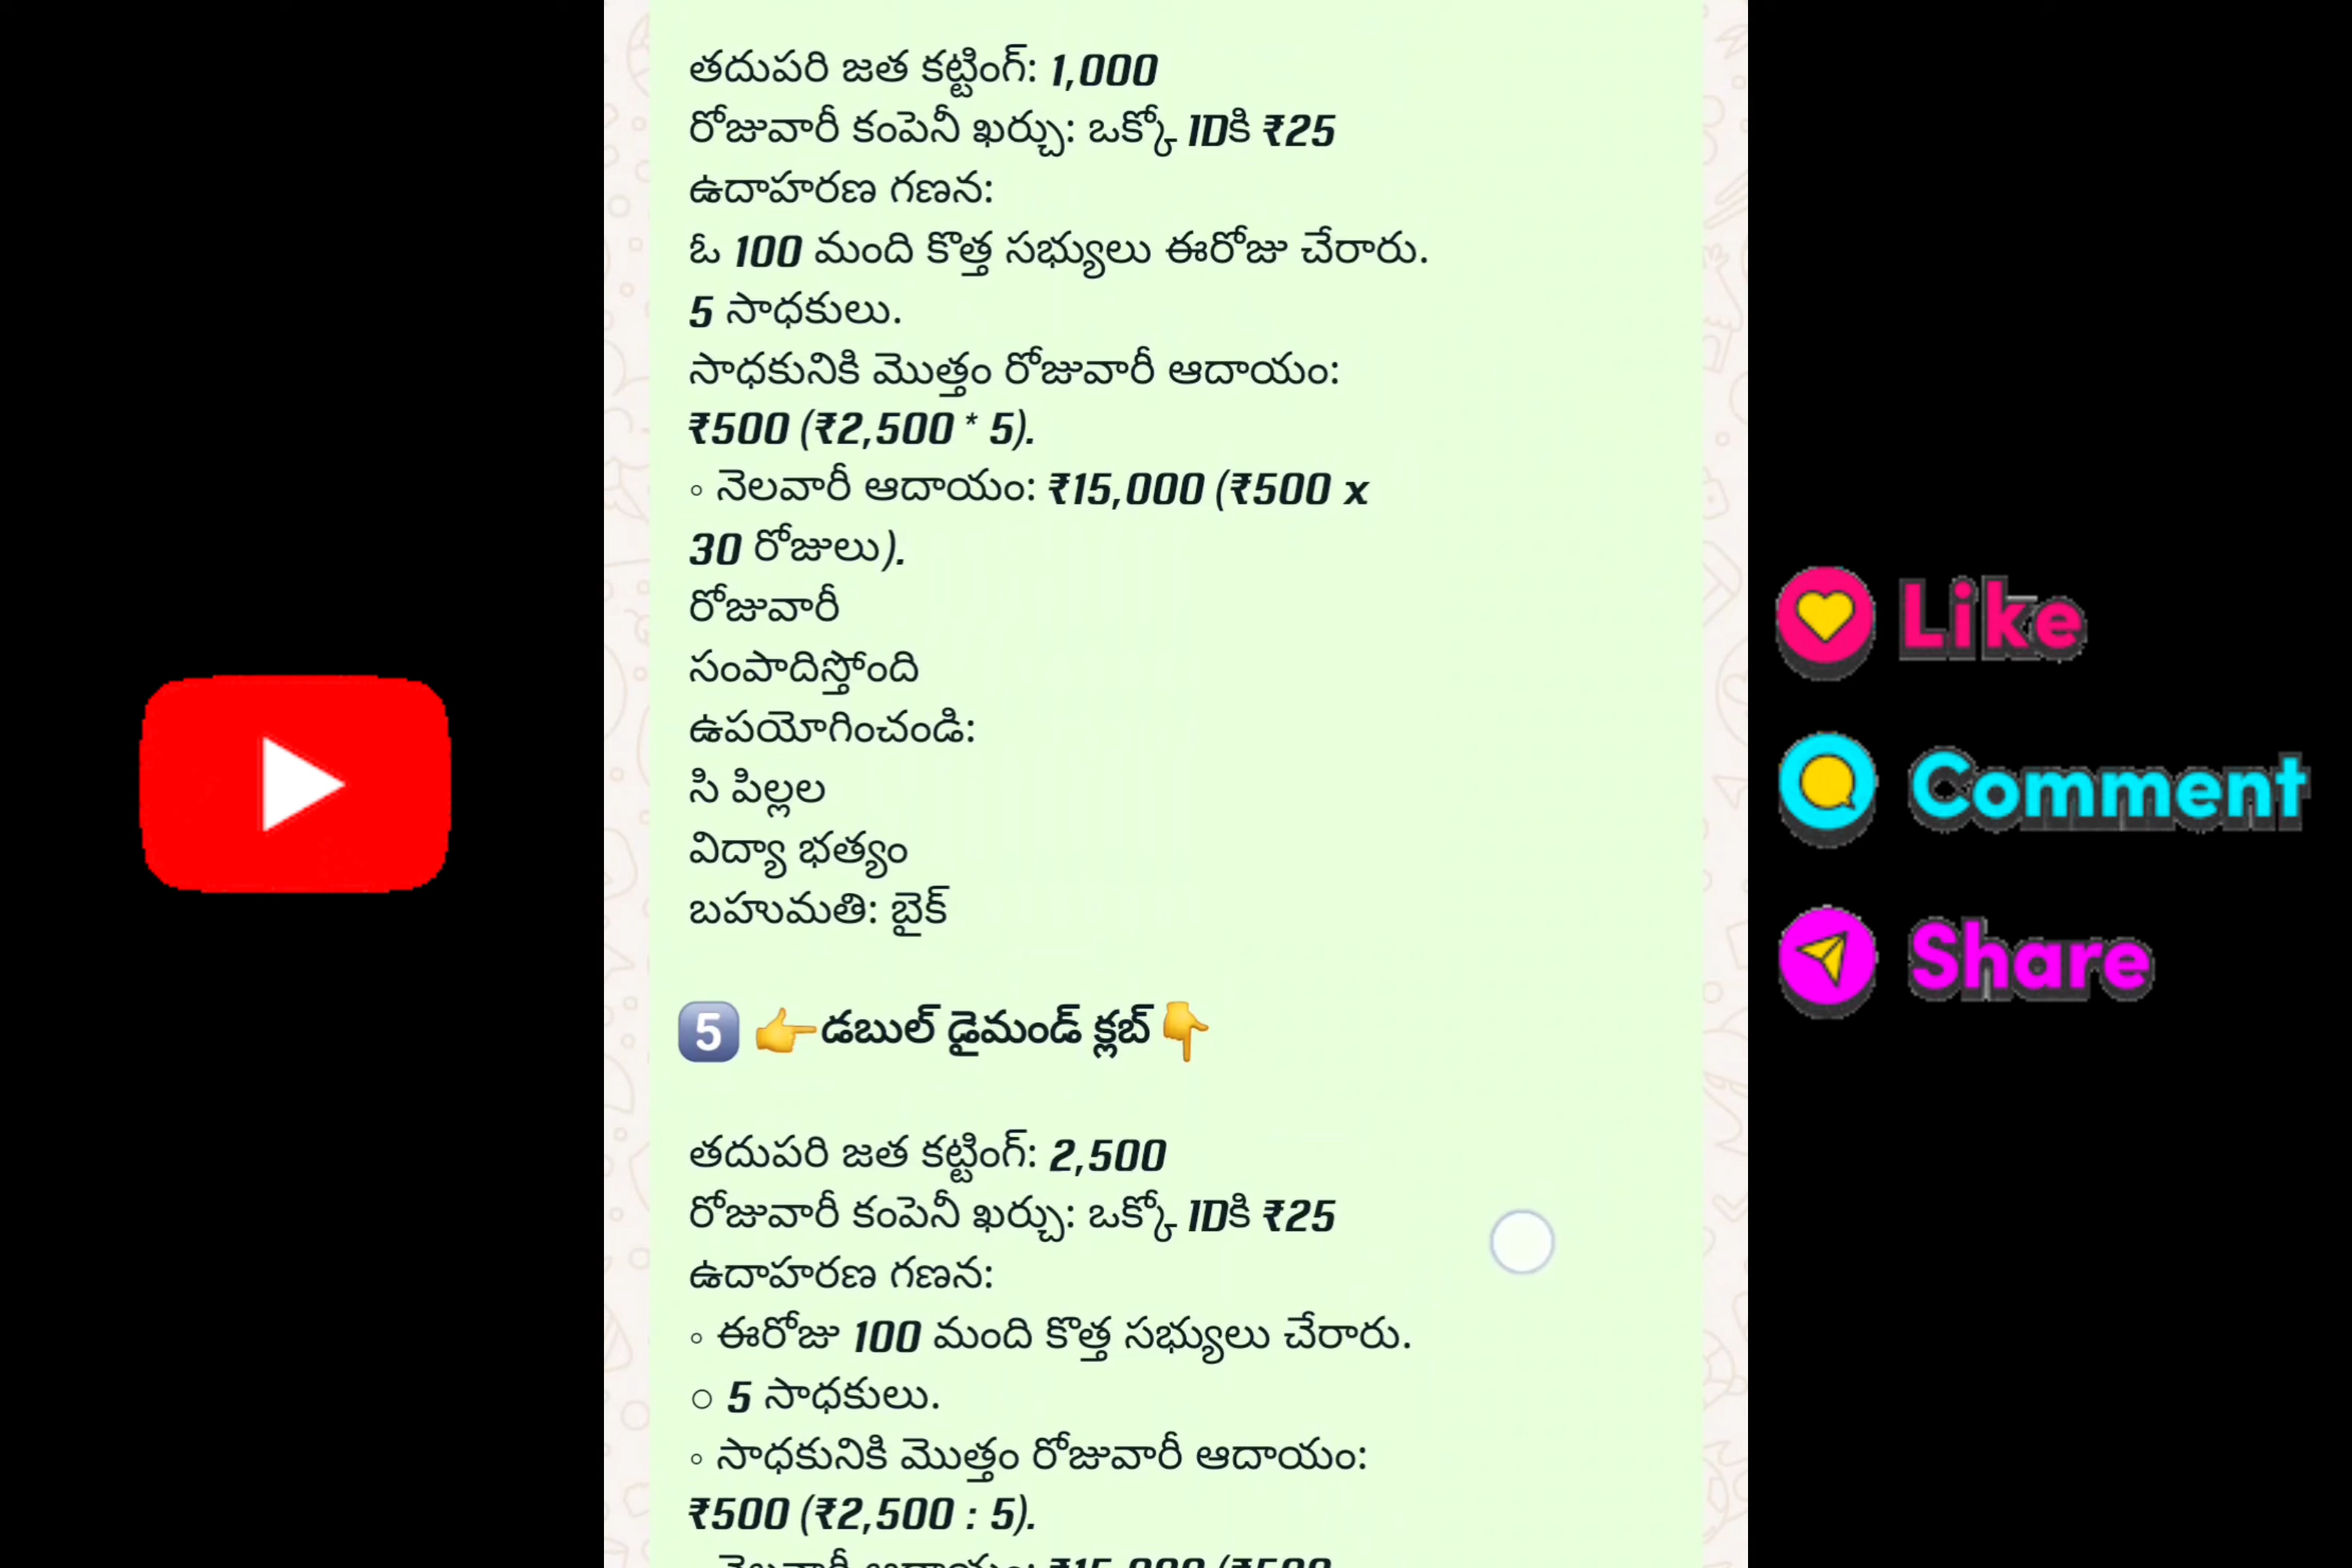 తదుపరి జత కట్టింగ్: 1,000
రోజువారీ కంపెనీ ఖర్చు: ఒక్కో IDకి ₹25
ఉదాహరణ గణన:
ఓ 100 మంది కొత్త సభ్యులు ఈరోజు చేరారు.
5 సాధకులు.
సాధకునికి మొత్తం రోజువారీ ఆదాయం:
₹500 (₹2,500 * 5).
◦ నెలవారీ ఆదాయం: ₹15,000 (₹500 x
30 రోజులు).
రోజువారీ
సంపాదిస్తోంది
ఉపయోగించండి:
సి పిల్లల
విద్యా భత్యం
బహుమతి: బైక్
5️⃣ 👉డబుల్ డైమండ్ క్లబ్👇
తదుపరి జత కట్టింగ్: 2,500
రోజువారీ కంపెనీ ఖర్చు: ఒక్కో IDకి ₹25
ఉదాహరణ గణన:
◦ ఈరోజు 100 మంది కొత్త సభ్యులు చేరారు.
○ 5 సాధకులు.
◦ సాధకునికి మొత్తం రోజువారీ ఆదాయం:
₹500 (₹2,500 : 5).
Like
Comment
Share